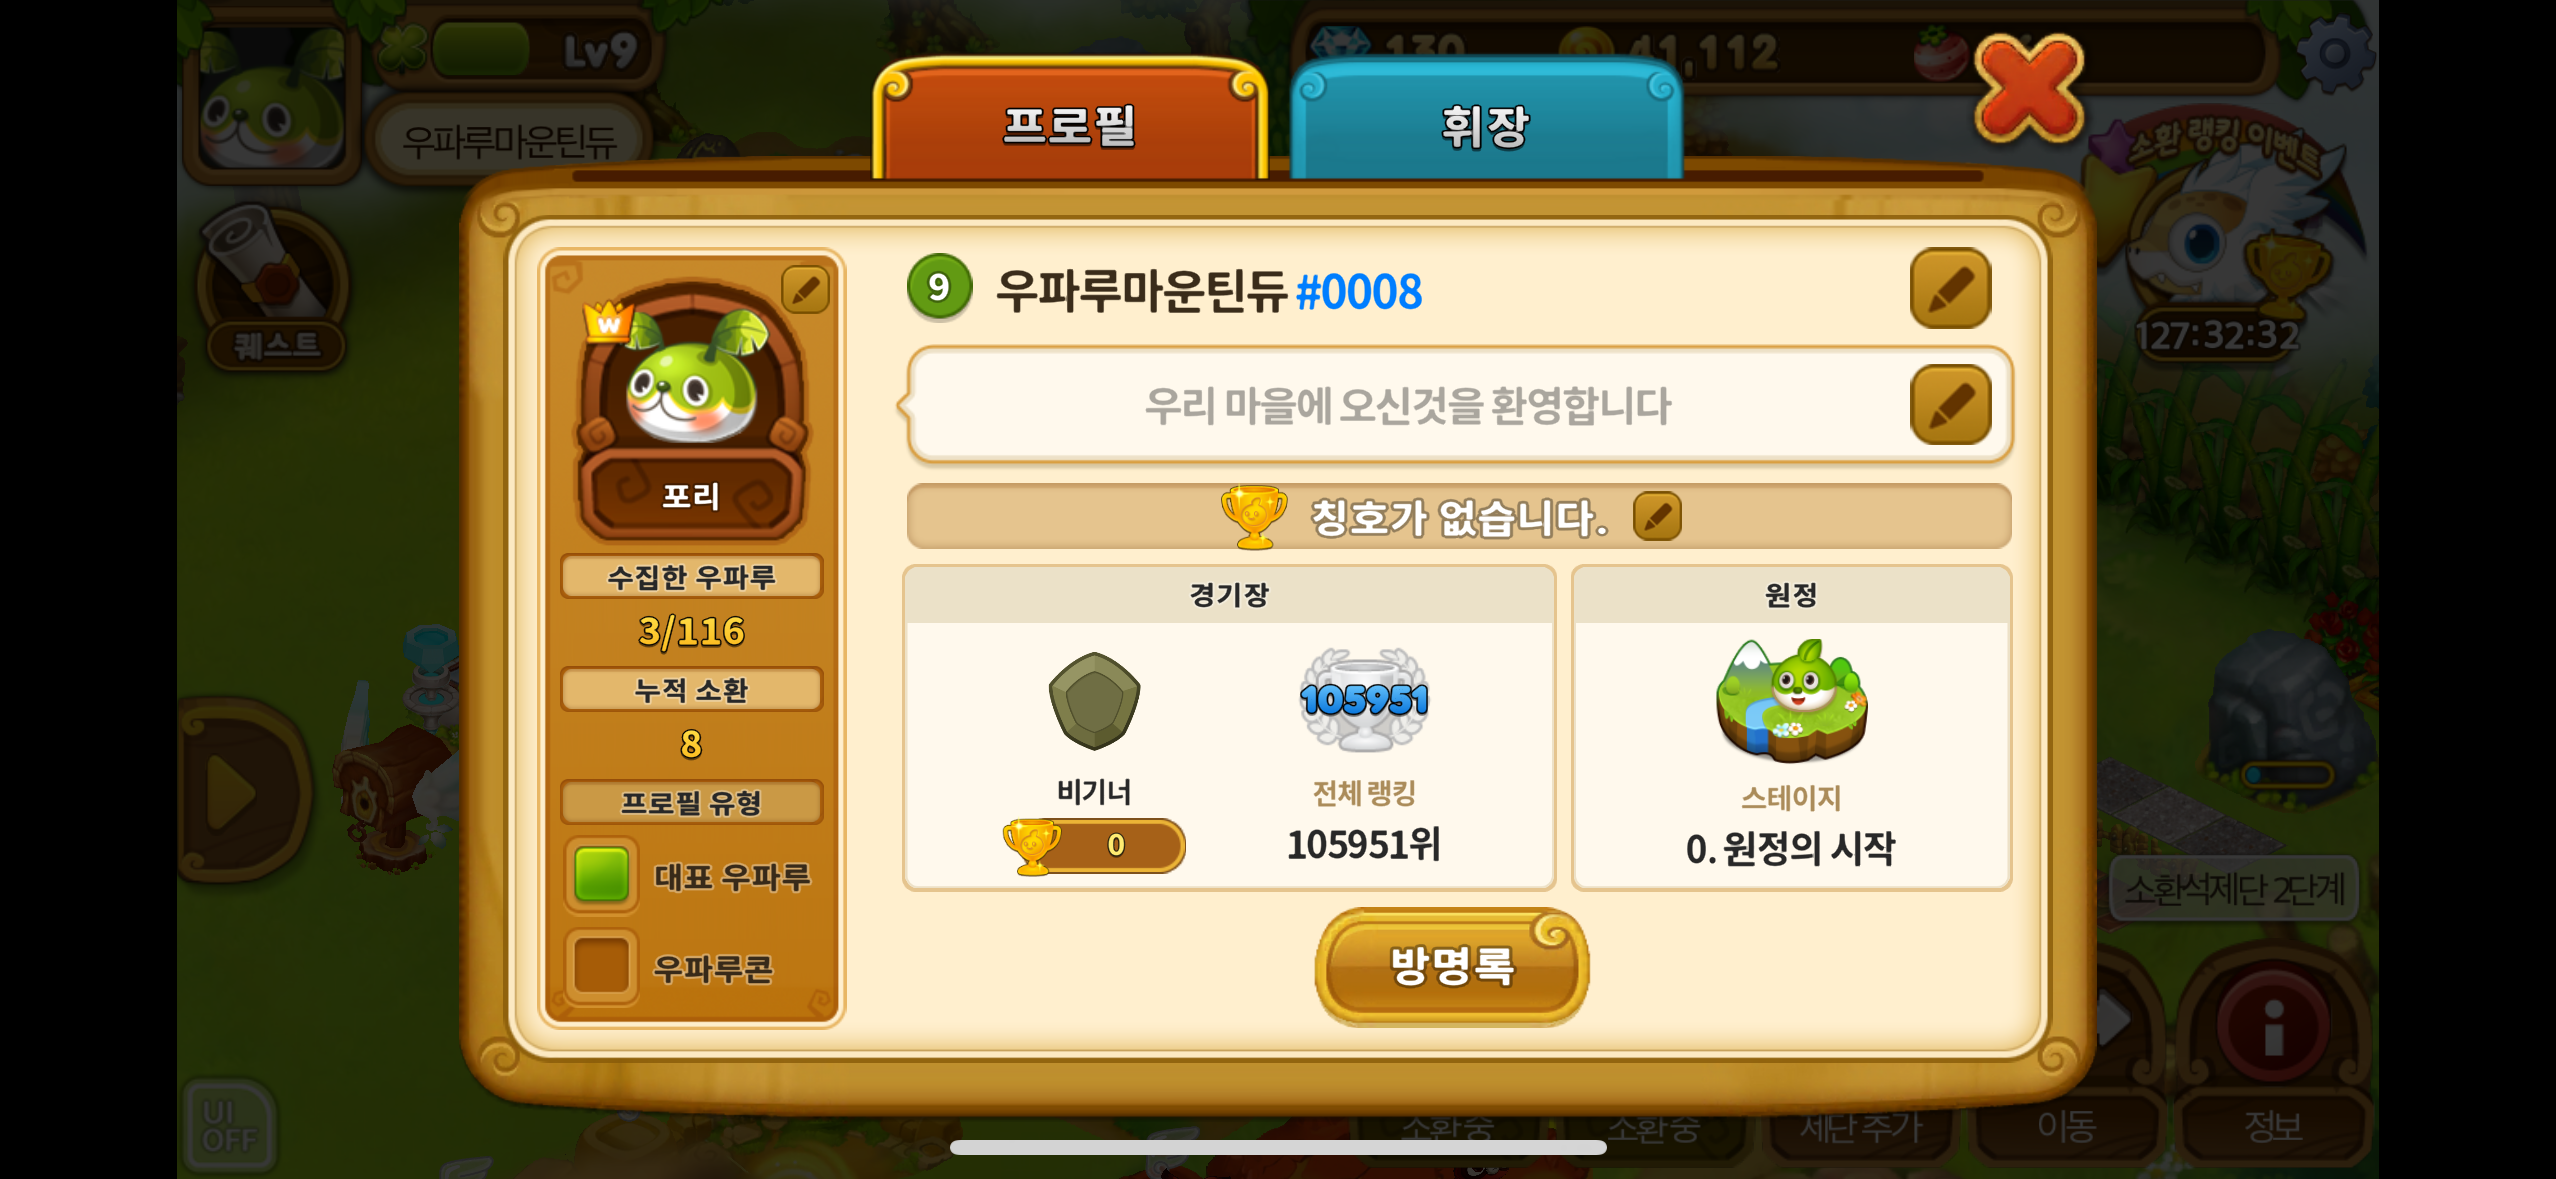 Lv9
130
41,112
프로필
휘장
우파루마운틴듀
소환 랭킹 이벤트
9
우파루마운틴듀 #0008
W
퀘스트
127:32:32
우리 마을에 오신것을 환영합니다
포리
칭호가 없습니다.
수집한 우파루
3/116
경기장
원정
누적 소환
8
105951
프로필 유형
비기너
전체 랭킹
스테이지
0
105951위
0. 원정의 시작
대표 우파루
소환석제단 2단계
우파루콘
방명록
UI
OFF
소환 중
소환 중
제단 추가
이동
정보